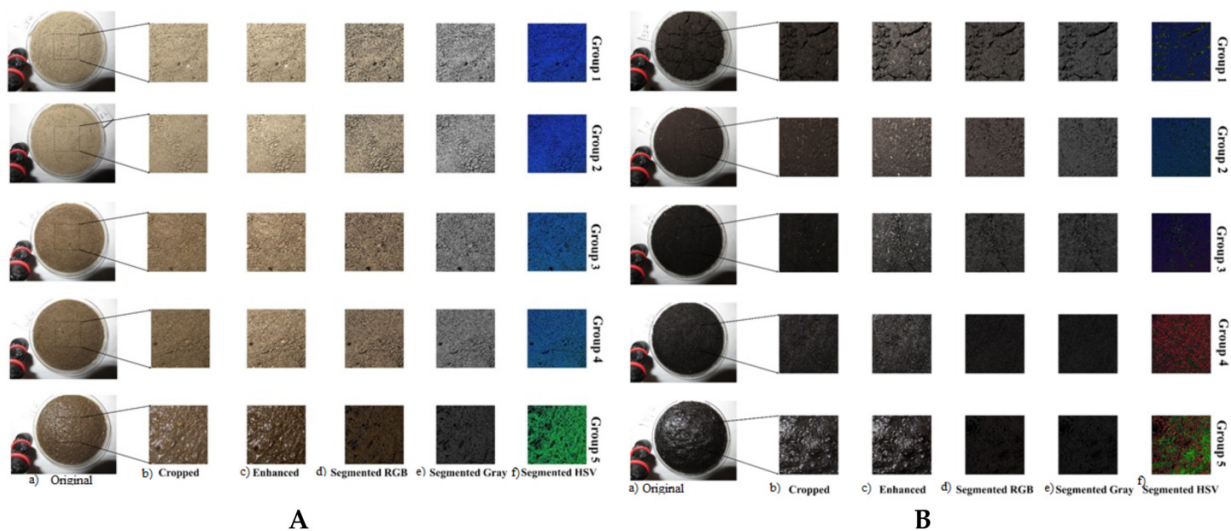 Group 1
Group 2
Group 3
Group 4
Group 5
a) Original
b) Cropped
c) Enhanced
d) Segmented RGB
e) Segmented Gray
f) Segmented HSV
A
Group 1
Group 2
Group 3
Group 4
Group 5
a) Original
b) Cropped
c) Enhanced
d) Segmented RGB
e) Segmented Gray
f) Segmented HSV
B